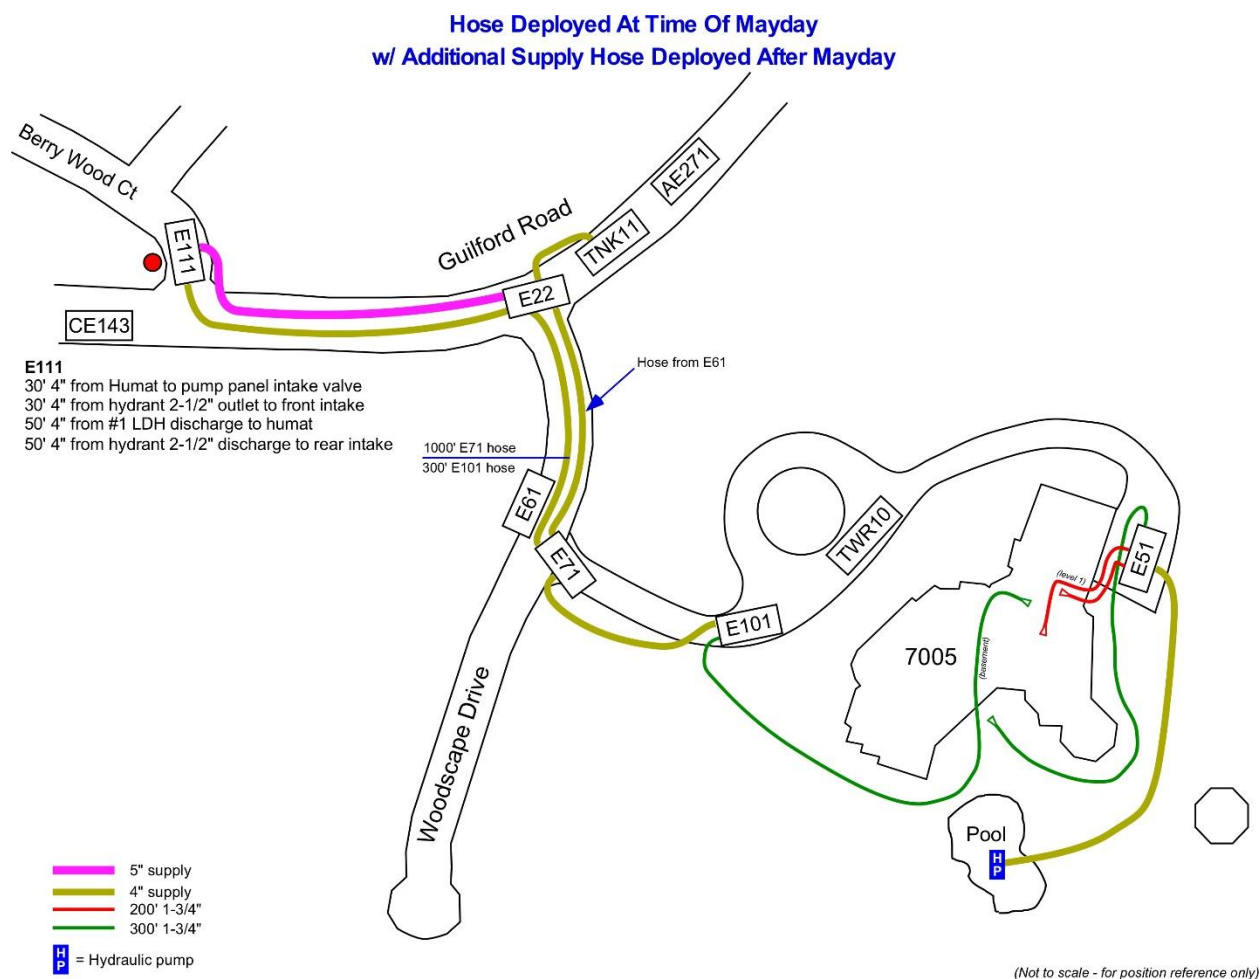 Hose Deployed At Time Of Mayday
w/ Additional Supply Hose Deployed After Mayday
Berry Wood Ct
Guilford Road
AE271
TNK11
E111
E22
CE143
E111
30' 4" from Humat to pump panel intake valve
30' 4" from hydrant 2-1/2" outlet to front intake
50' 4" from #1 LDH discharge to humat
50' 4" from hydrant 2-1/2" discharge to rear intake
Hose from E61
1000' E71 hose
300' E101 hose
E61
E71
TWR10
E51
(level 1)
E101
7005
(basement)
Woodscape Drive
Pool
H
P
5" supply
4" supply
200' 1-3/4"
300' 1-3/4"
H
P
= Hydraulic pump
(Not to scale - for position reference only)